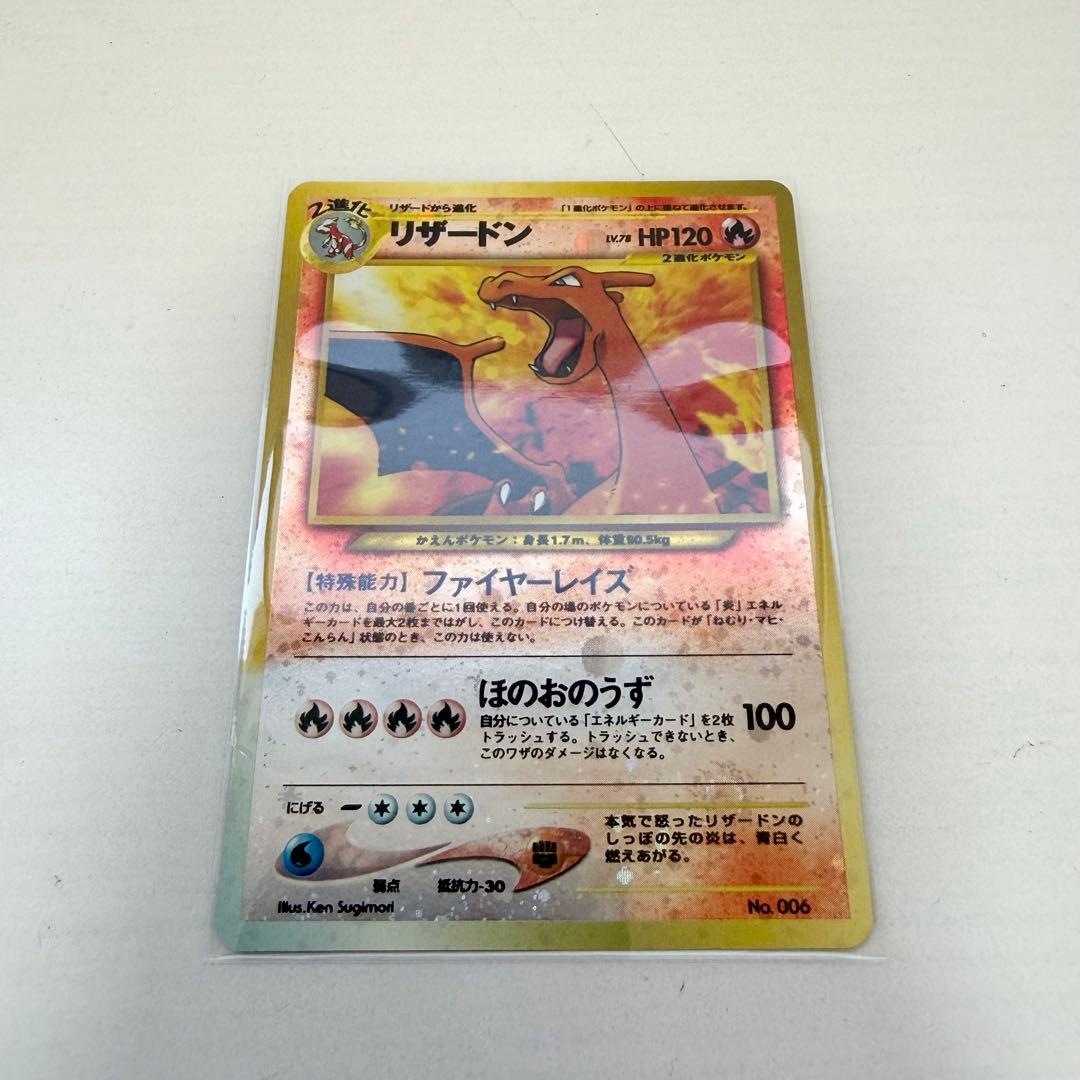 2進化
リザードから進化
「1進化ポケモン」の上に重ねて進化させます。
リザードン
LV.78 HP120
2進化ポケモン
かえんポケモン：身長1.7m、体重90.5kg
【特殊能力】ファイヤーレイズ
この力は、自分の番ごとに1回使える。自分の場のポケモンについている「炎」エネル
ギーカードを最大2枚まではがし、このカードにつけ替える。このカードが「ねむり・マヒ・
こんらん」状態のとき、この力は使えない。
ほのおのうず
自分についている「エネルギーカード」を2枚
トラッシュする。トラッシュできないとき、
このワザのダメージはなくなる。
100
にげる
弱点
抵抗力-30
本気で怒ったリザードンの
しっぽの先の炎は、青白く
燃えあがる。
Illus.Ken Sugimori
No. 006